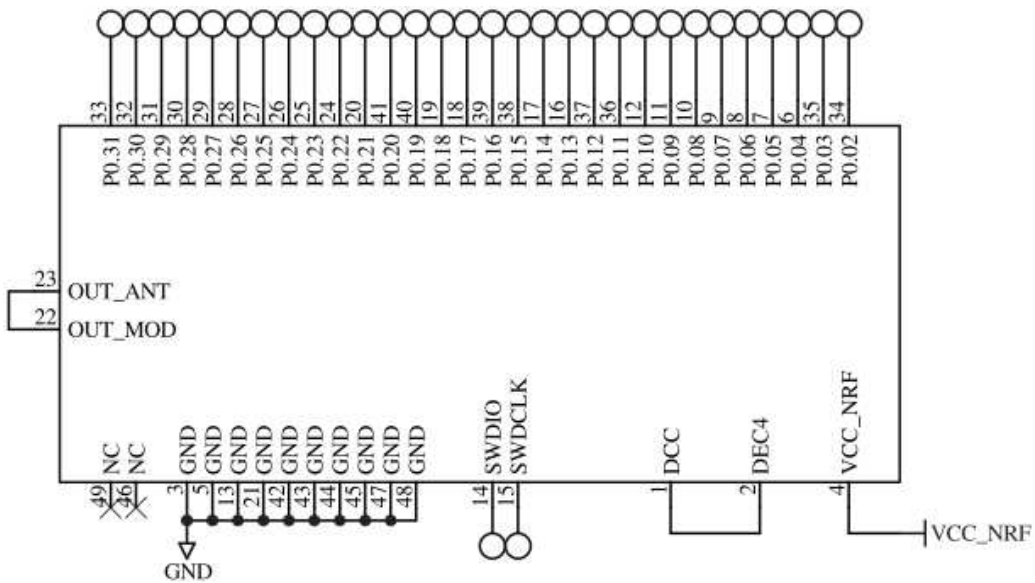 33 32 31 30 29 28 27 26 25 24 20 41 40 19 18 39 38 17 16 37 36 12 11 10 9 8 7 6 35 34
P0.31 P0.30 P0.29 P0.28 P0.27 P0.26 P0.25 P0.24 P0.23 P0.22 P0.21 P0.20 P0.19 P0.18 P0.17 P0.16 P0.15 P0.14 P0.13 P0.12 P0.11 P0.10 P0.09 P0.08 P0.07 P0.06 P0.05 P0.04 P0.03 P0.02
23 OUT_ANT
22 OUT_MOD
NC NC GND GND GND GND GND GND GND GND GND GND SWDIO SWDCLK DCC DEC4 VCC_NRF
49 46 3 5 13 21 42 43 44 45 47 48 14 15 1 2 4
VCC_NRF
GND